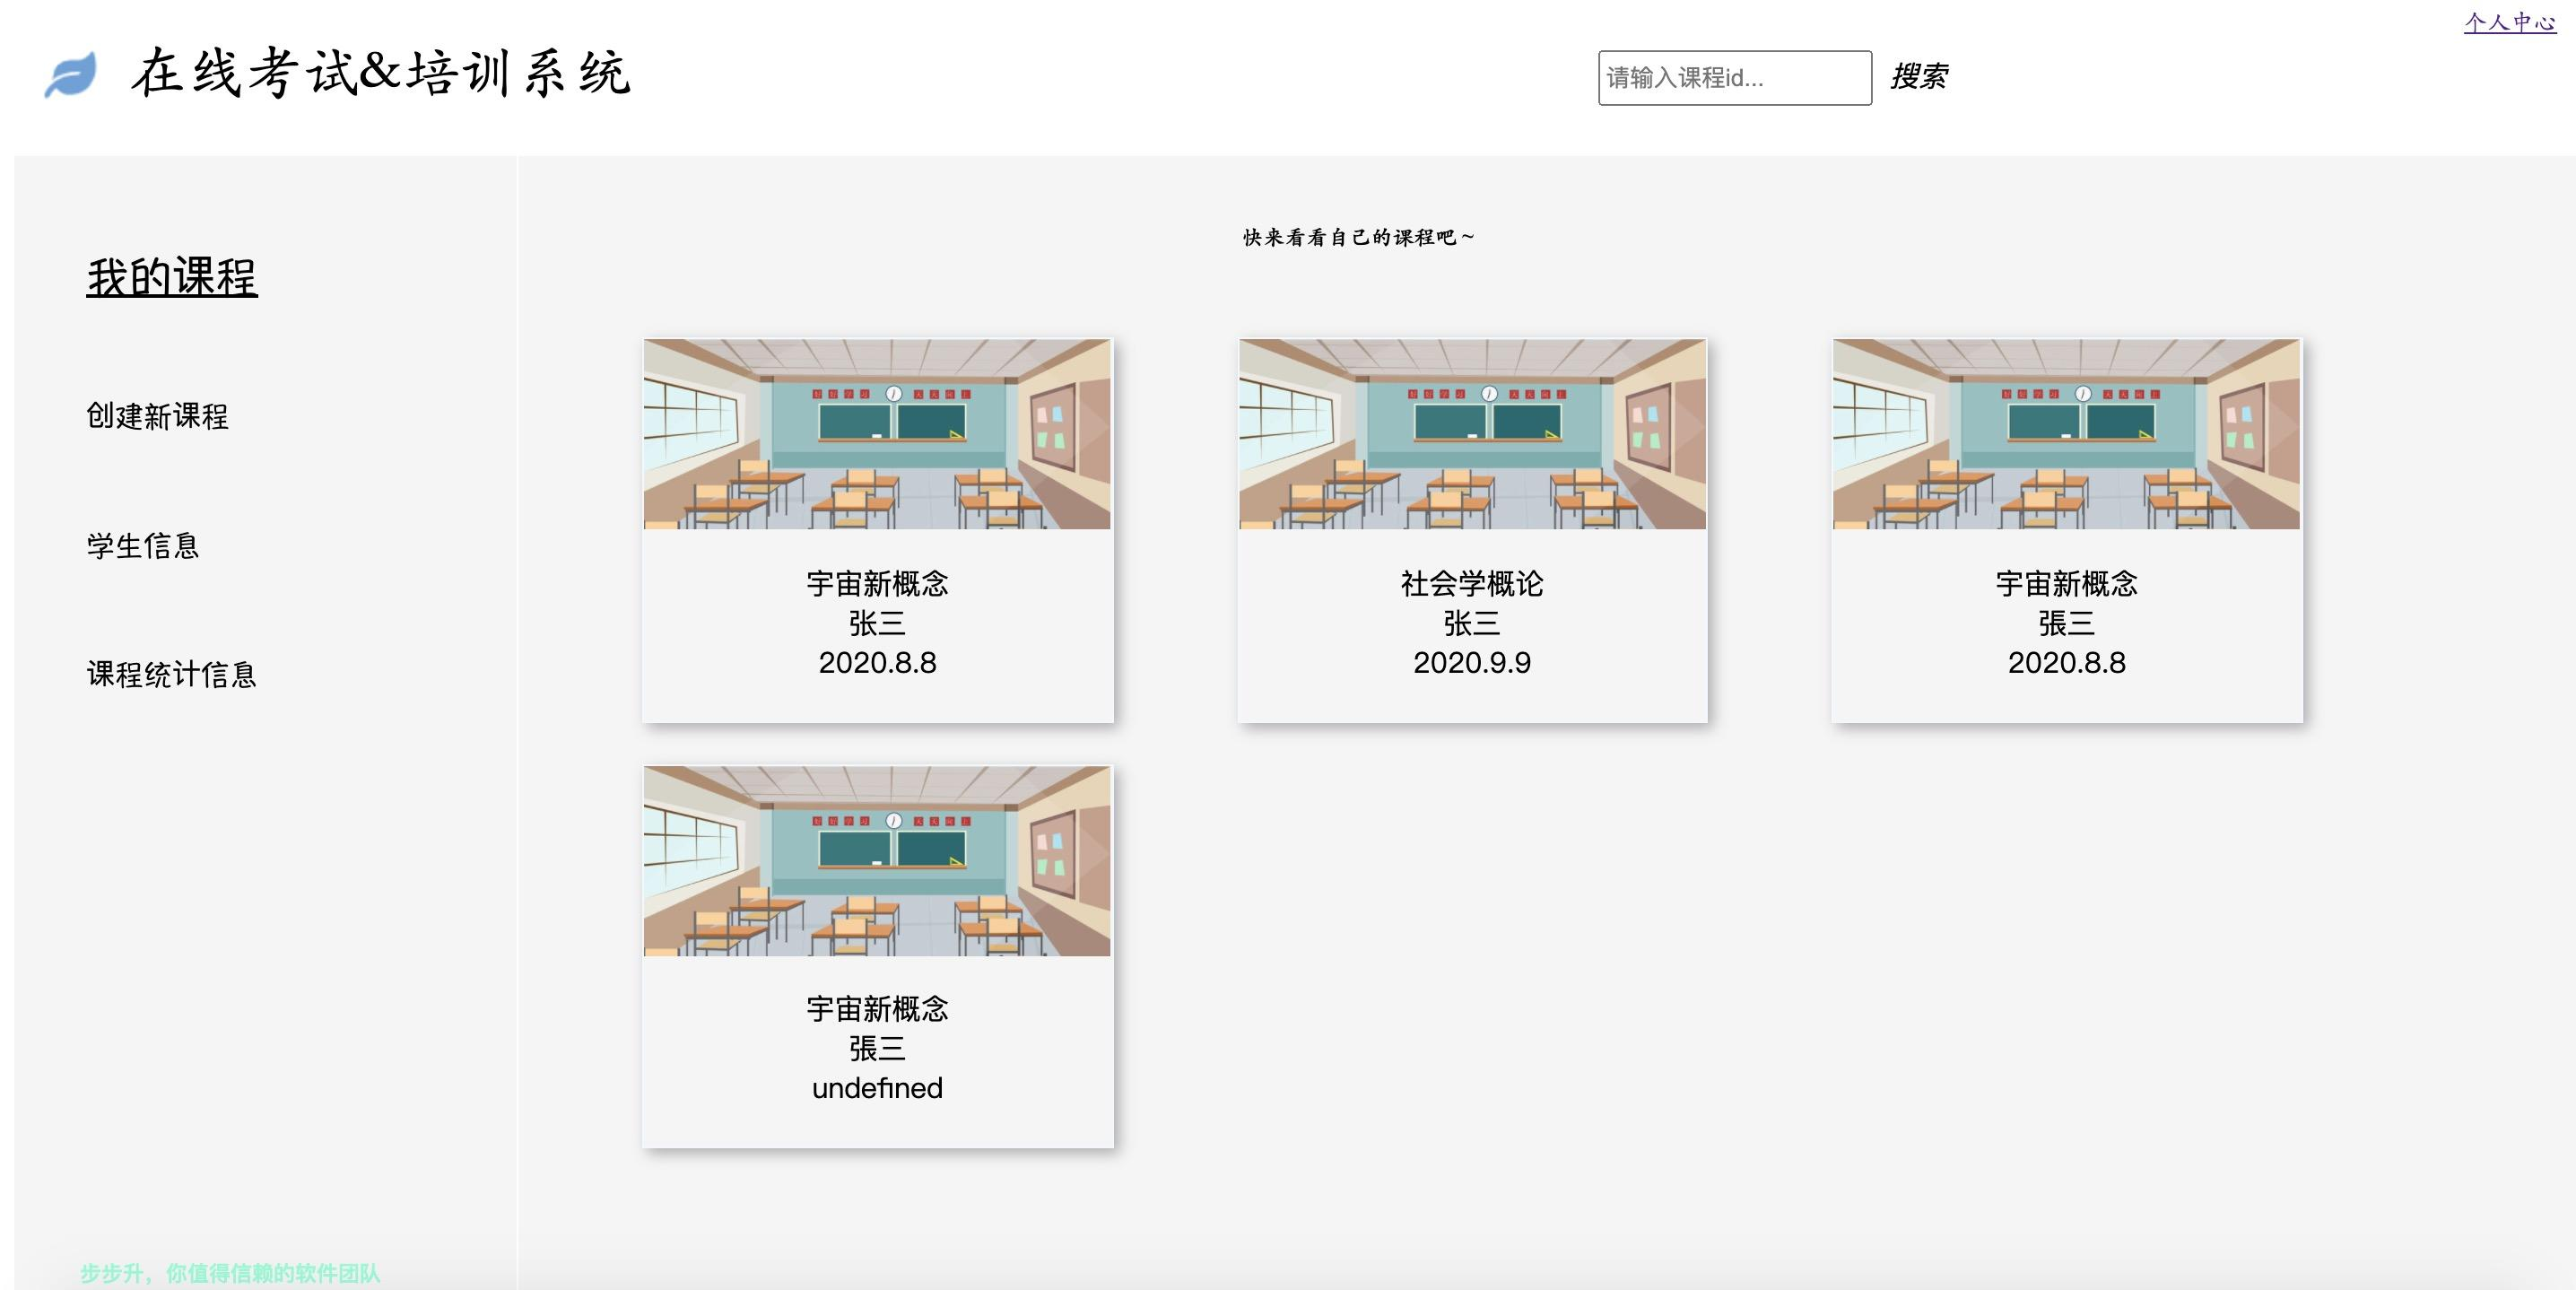 个人中心
在线考试&培训系统
请输入课程id...
搜索
我的课程
创建新课程
学生信息
课程统计信息
快来看看自己的课程吧~
宇宙新概念
张三
2020.8.8
社会学概论
张三
2020.9.9
宇宙新概念
張三
2020.8.8
宇宙新概念
張三
undefined
步步升，你值得信赖的软件团队